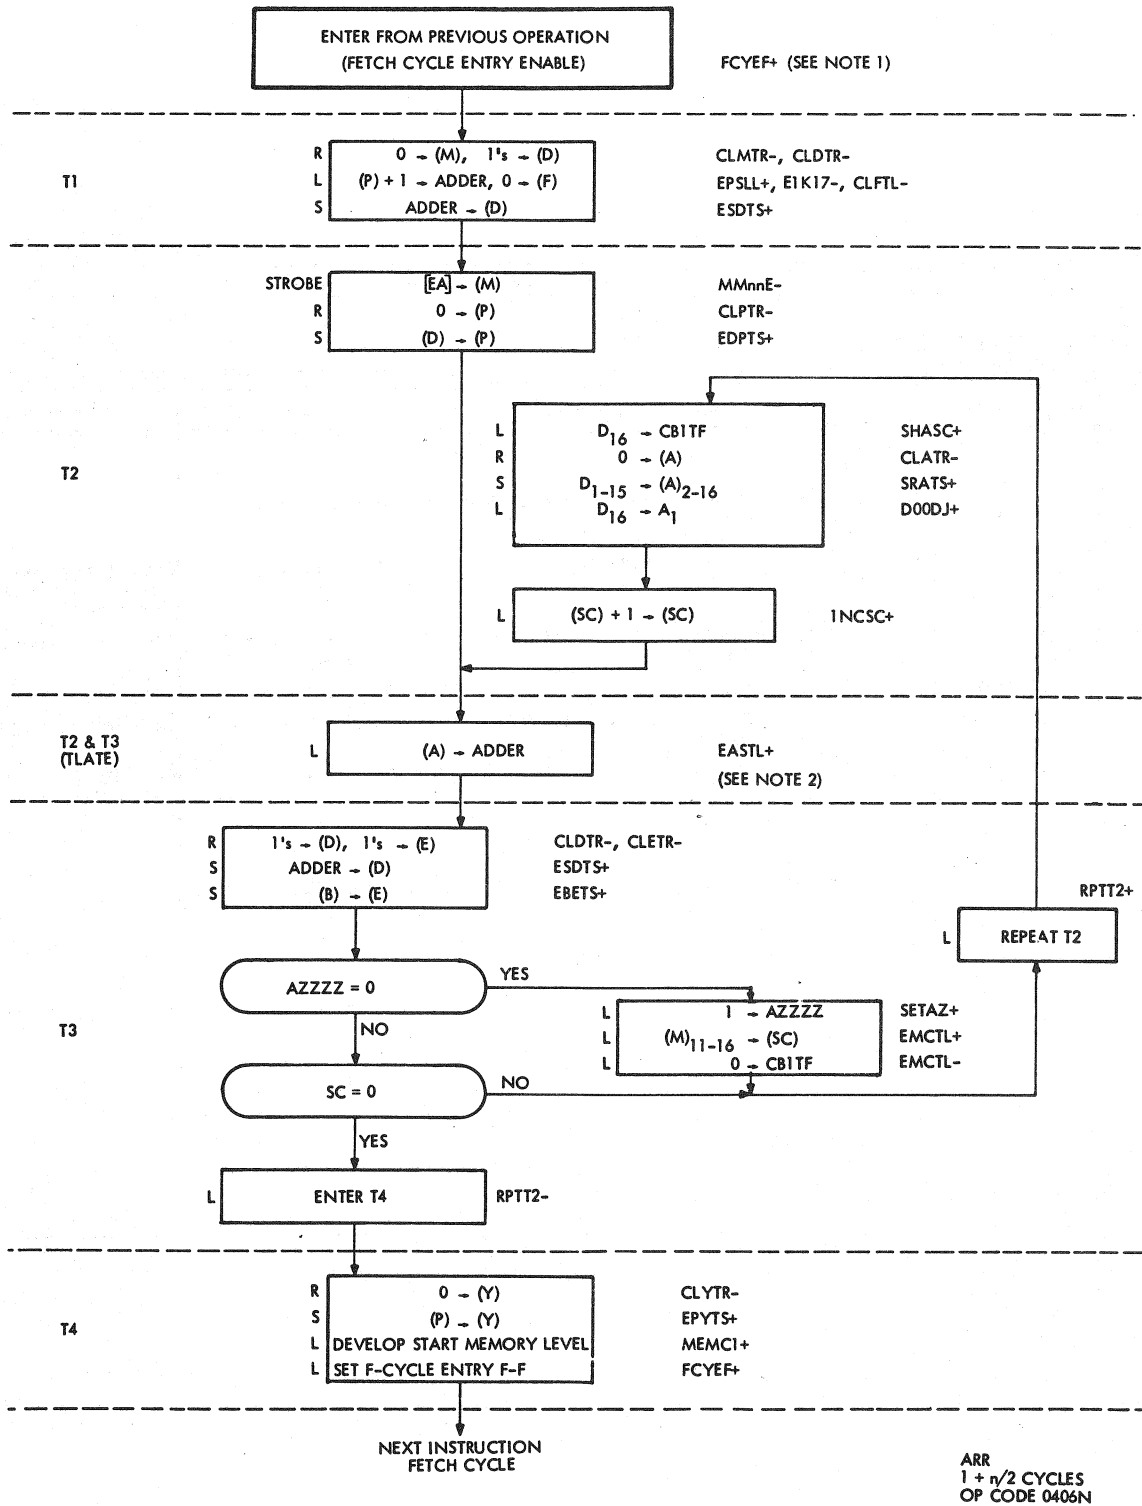 ENTER FROM PREVIOUS OPERATION
(FETCH CYCLE ENTRY ENABLE)
FCYEF+ (SEE NOTE 1)
T1
R 0 → (M), 1's → (D) CLMTR-, CLDTR-
L (P) + 1 → ADDER, 0 → (F) EPSLL+, E1K17-, CLFTL-
S ADDER → (D) ESDTS+
STROBE [EA] → (M) MMnnE-
R 0 → (P) CLPTR-
S (D) → (P) EDPTS+
T2
L D16 → CB1TF SHASC+
R 0 → (A) CLATR-
S D1-15 → (A)2-16 SRATS+
L D16 → A1 D00DJ+
L (SC) + 1 → (SC) 1NCSC+
T2 & T3
(TLATE)
L (A) → ADDER EASTL+
(SEE NOTE 2)
R 1's → (D), 1's → (E) CLDTR-, CLETR-
S ADDER → (D) ESDTS+
S (B) → (E) EBETS+
RPTT2+
L REPEAT T2
AZZZZ = 0
YES
T3
NO
L 1 → AZZZZ SETAZ+
L (M)11-16 → (SC) EMCTL+
L 0 → CB1TF EMCTL-
SC = 0
NO
YES
L ENTER T4 RPTT2-
T4
R 0 → (Y) CLYTR-
S (P) → (Y) EPYTS+
L DEVELOP START MEMORY LEVEL MEMC1+
L SET F-CYCLE ENTRY F-F FCYEF+
NEXT INSTRUCTION
FETCH CYCLE
ARR
1 + n/2 CYCLES
OP CODE 0406N